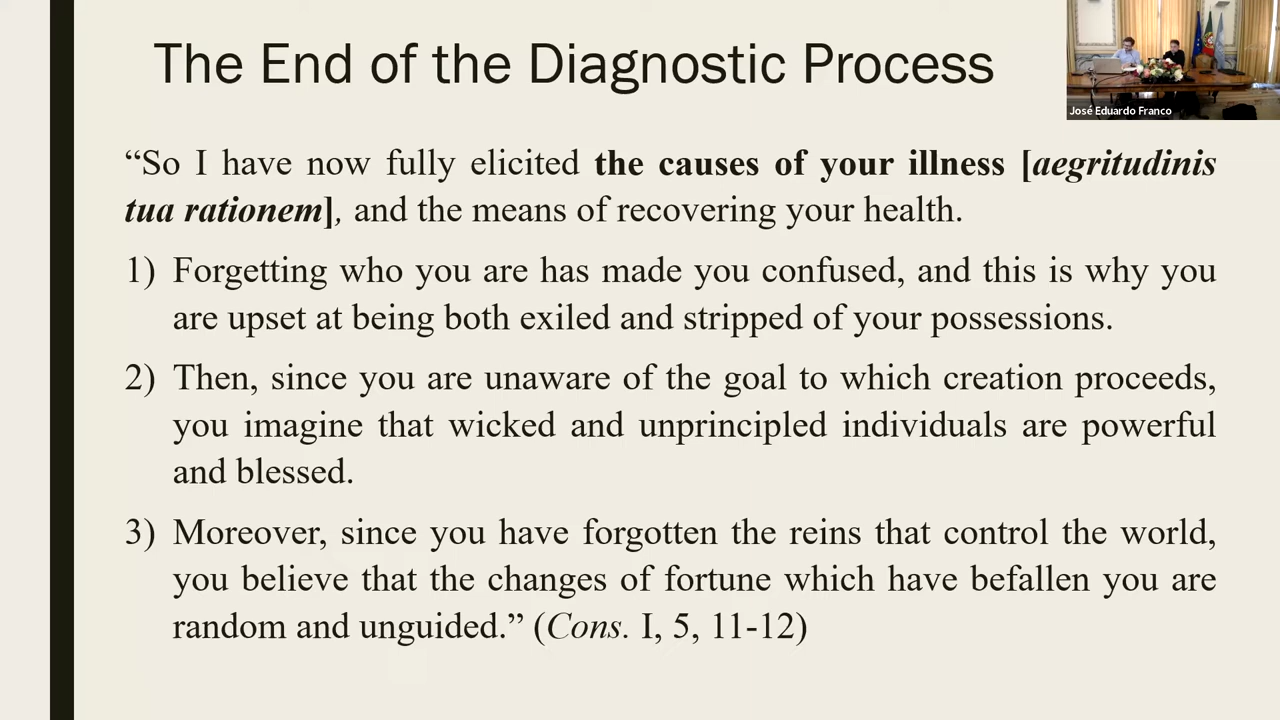 The End of the Diagnostic Process
José Eduardo Franco
“So I have now fully elicited the causes of your illness [aegritudinis
tua rationem], and the means of recovering your health.
1) Forgetting who you are has made you confused, and this is why you
are upset at being both exiled and stripped of your possessions.
2) Then, since you are unaware of the goal to which creation proceeds,
you imagine that wicked and unprincipled individuals are powerful
and blessed.
3) Moreover, since you have forgotten the reins that control the world,
you believe that the changes of fortune which have befallen you are
random and unguided.” (Cons. I, 5, 11-12)